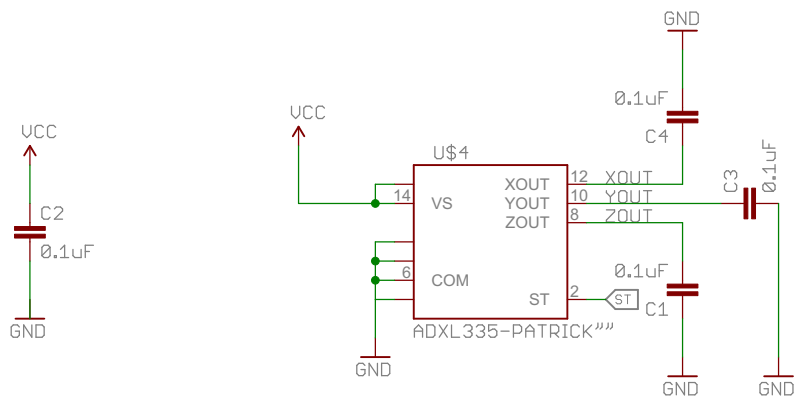 GND
0.1uF
C4
VCC
VCC
C2
0.1uF
GND
U$4
XOUT 12 XOUT
14 VS YOUT 10 YOUT
ZOUT 8 ZOUT
C3
0.1uF
6 COM
0.1uF
C1
ST 2 ST
ADXL335-PATRICK""
GND
GND
GND